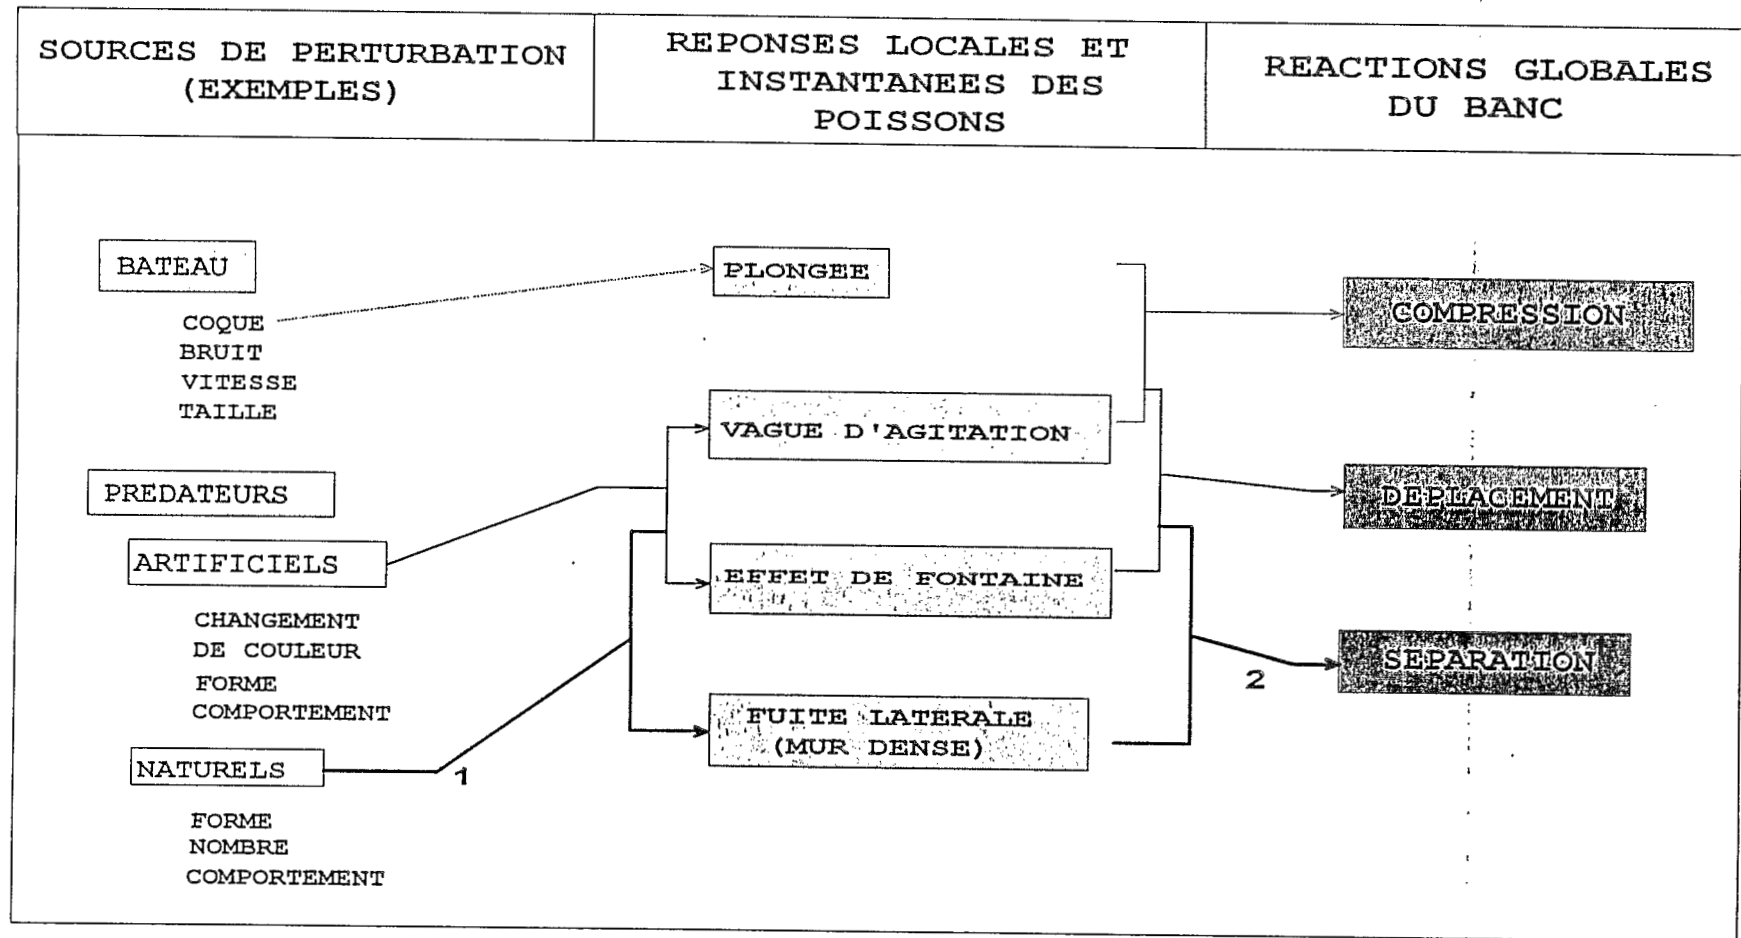 SOURCES DE PERTURBATION
(EXEMPLES)
REPONSES LOCALES ET
INSTANTANEES DES
POISSONS
REACTIONS GLOBALES
DU BANC
BATEAU
COQUE
BRUIT
VITESSE
TAILLE
PREDATEURS
ARTIFICIELS
CHANGEMENT
DE COULEUR
FORME
COMPORTEMENT
NATURELS
1
FORME
NOMBRE
COMPORTEMENT
PLONGEE
VAGUE D'AGITATION
EFFET DE FONTAINE
FUITE LATERALE
(MUR DENSE)
2
COMPRESSION
DEPLACEMENT
SEPARATION